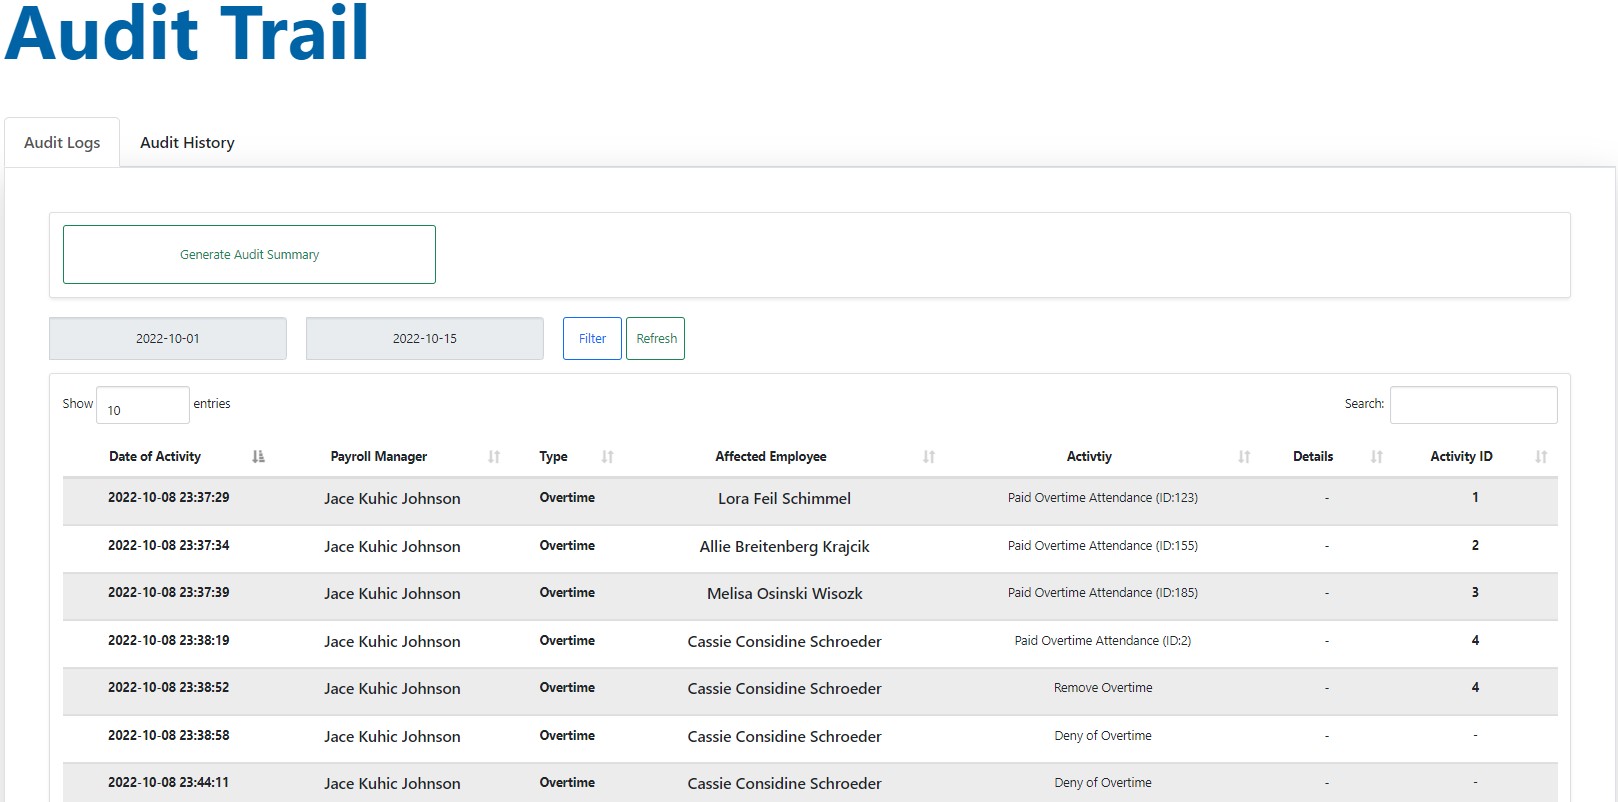 Audit Trail
Audit Logs Audit History
Generate Audit Summary
2022-10-01 2022-10-15 Filter Refresh
Show 10 entries Search:
Date of Activity Payroll Manager Type Affected Employee Activtiy Details Activity ID
2022-10-08 23:37:29 Jace Kuhic Johnson Overtime Lora Feil Schimmel Paid Overtime Attendance (ID:123) - 1
2022-10-08 23:37:34 Jace Kuhic Johnson Overtime Allie Breitenberg Krajcik Paid Overtime Attendance (ID:155) - 2
2022-10-08 23:37:39 Jace Kuhic Johnson Overtime Melisa Osinski Wisozk Paid Overtime Attendance (ID:185) - 3
2022-10-08 23:38:19 Jace Kuhic Johnson Overtime Cassie Considine Schroeder Paid Overtime Attendance (ID:2) - 4
2022-10-08 23:38:52 Jace Kuhic Johnson Overtime Cassie Considine Schroeder Remove Overtime - 4
2022-10-08 23:38:58 Jace Kuhic Johnson Overtime Cassie Considine Schroeder Deny of Overtime - -
2022-10-08 23:44:11 Jace Kuhic Johnson Overtime Cassie Considine Schroeder Deny of Overtime - -